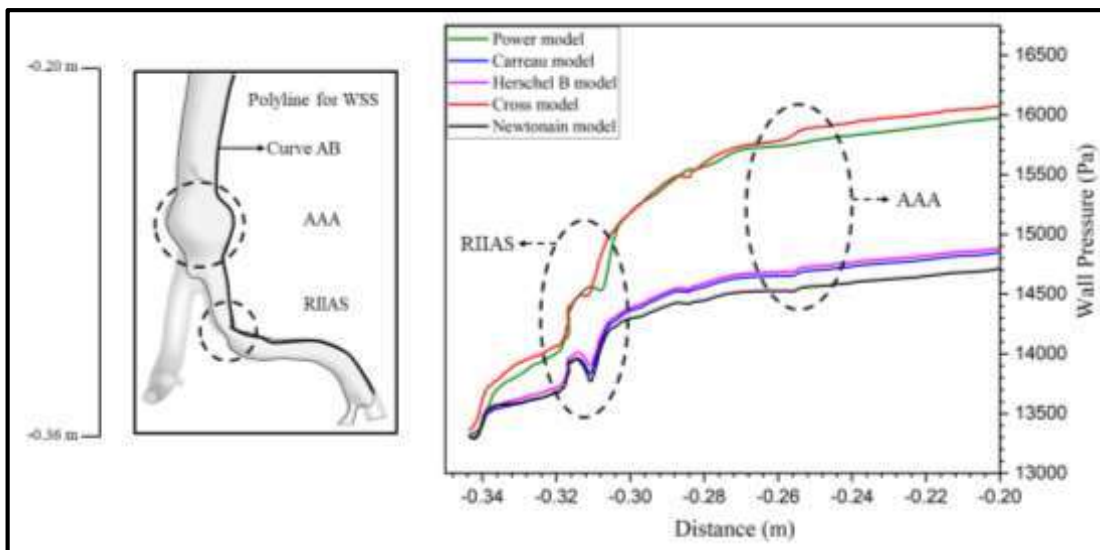 -0.20 m
Polyline for WSS
Curve AB
AAA
RIIAS
-0.36 m
Power model
Carreau model
Herschel B model
Cross model
Newtonain model
RIIAS
AAA
16500
16000
15500
15000
14500
14000
13500
13000
Wall Pressure (Pa)
-0.34 -0.32 -0.30 -0.28 -0.26 -0.24 -0.22 -0.20
Distance (m)